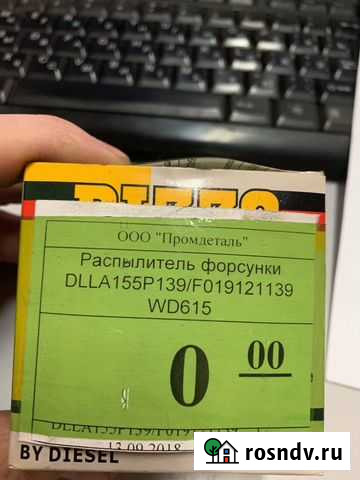 ООО "Промдеталь"
Распылитель форсунки
DLLA155P139/F019121139
WD615
0 00
13.09.2018
BY DIESEL
rosndv.ru